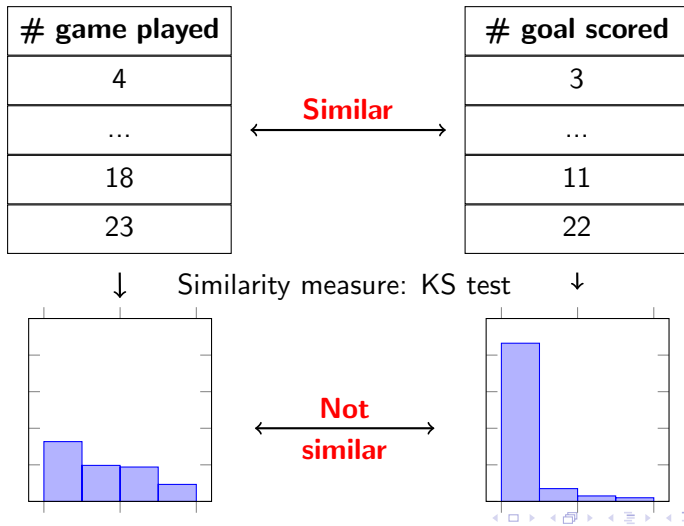 # game played
# goal scored
4
3
Similar
...
...
18
11
23
22
Similarity measure: KS test
Not
similar